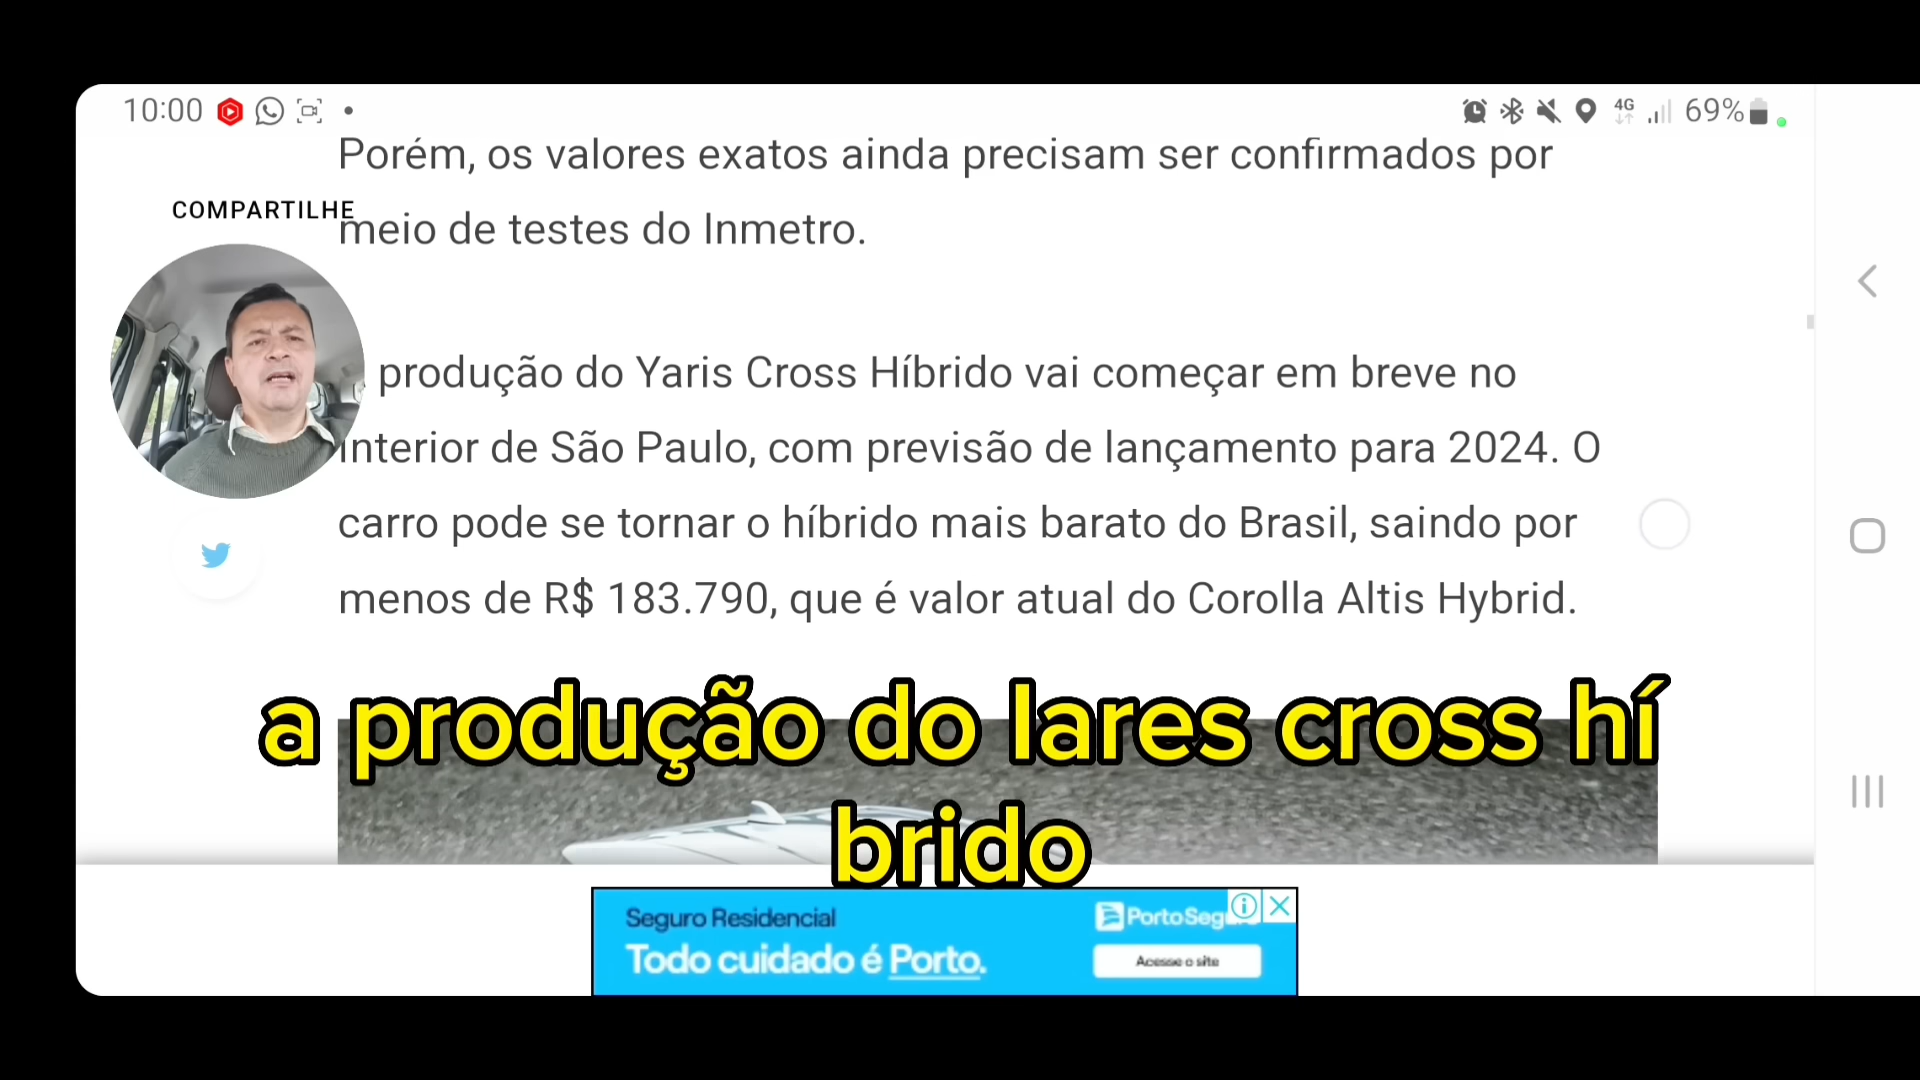 10:00
4G
69%
Porém, os valores exatos ainda precisam ser confirmados por
COMPARTILHE
meio de testes do Inmetro.
produção do Yaris Cross Híbrido vai começar em breve no
interior de São Paulo, com previsão de lançamento para 2024. O
carro pode se tornar o híbrido mais barato do Brasil, saindo por
menos de R$ 183.790, que é valor atual do Corolla Altis Hybrid.
a produção do lares cross hí
brido
Seguro Residencial
PortoSegu
Todo cuidado é Porto.
Acesse o site